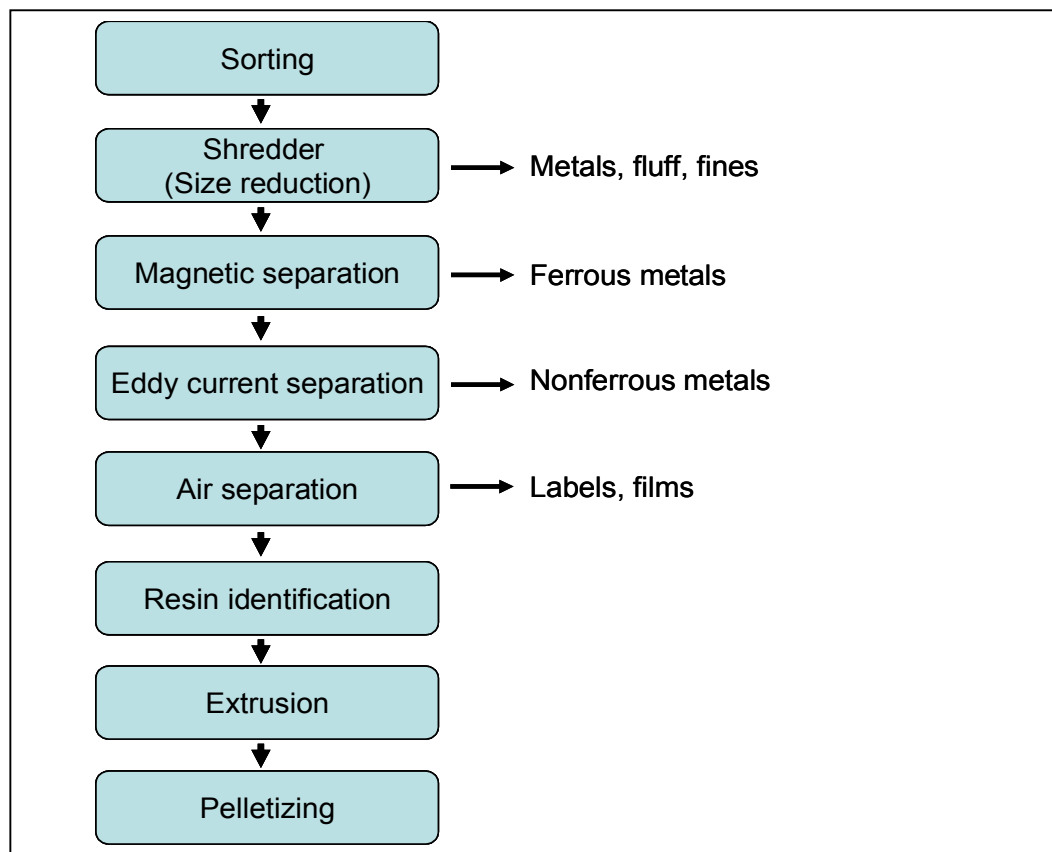 Sorting
Shredder
(Size reduction)
Metals, fluff, fines
Magnetic separation
Ferrous metals
Eddy current separation
Nonferrous metals
Air separation
Labels, films
Resin identification
Extrusion
Pelletizing